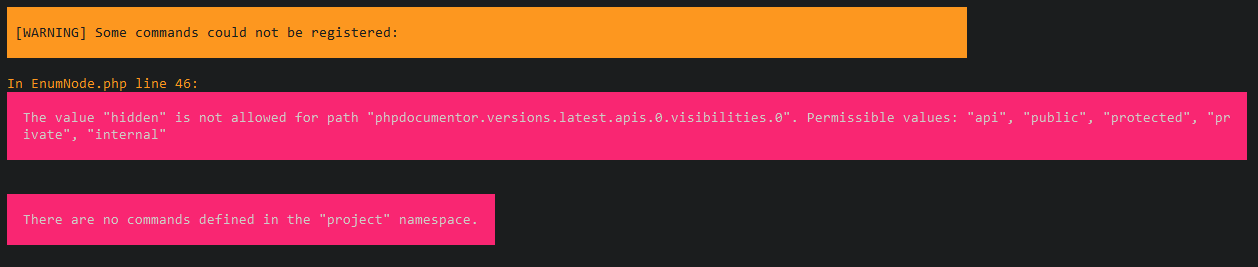 [WARNING] Some commands could not be registered:
In EnumNode.php line 46:
The value "hidden" is not allowed for path "phpdocumentor.versions.latest.apis.0.visibilities.0". Permissible values: "api", "public", "protected", "pr
ivate", "internal"
There are no commands defined in the "project" namespace.